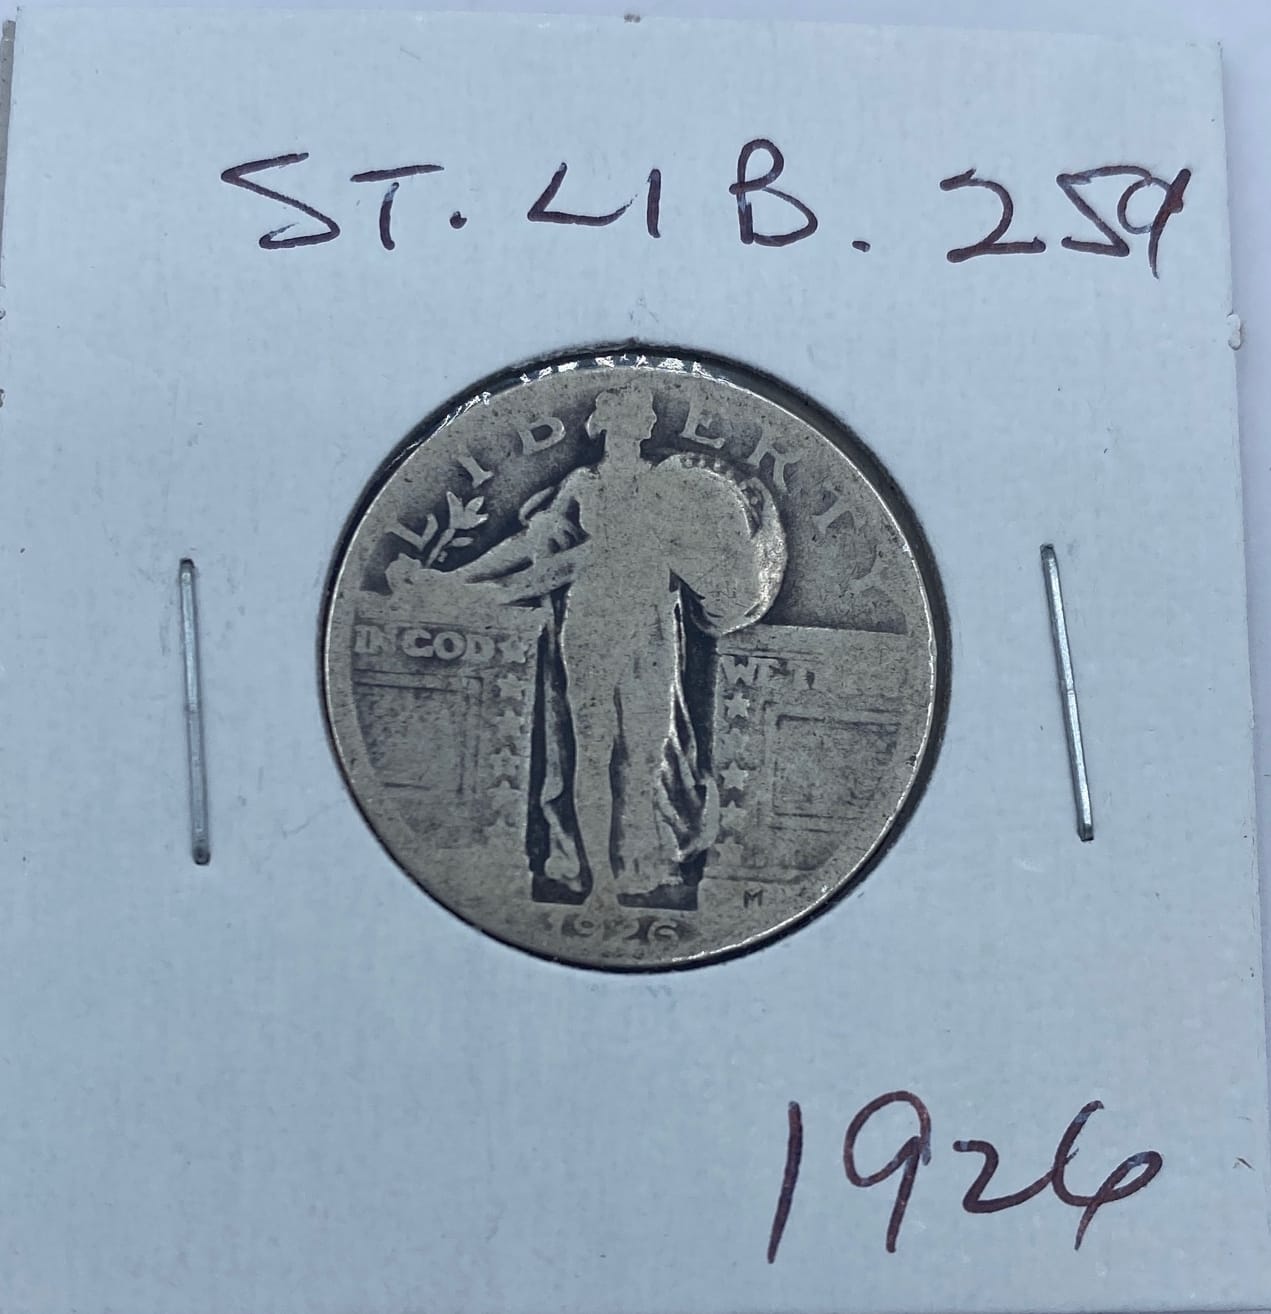 ST. LIB. 25¢
LIBERTY
IN GOD WE T
M
1926
1926